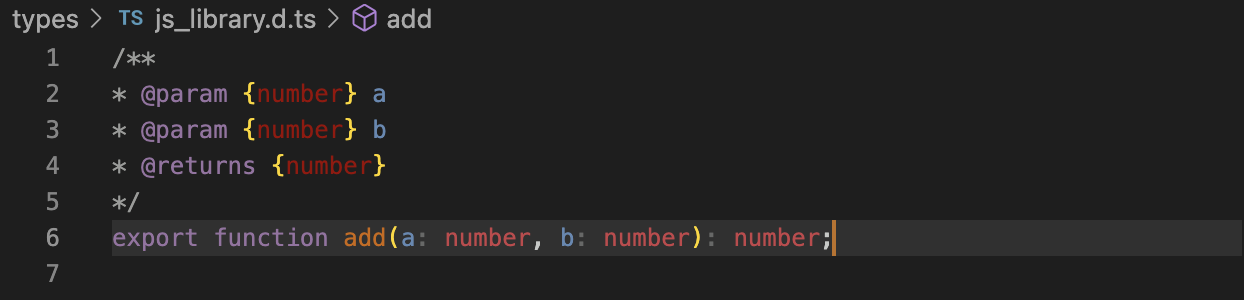 types > TS js_library.d.ts > add
1 /**
2 * @param {number} a
3 * @param {number} b
4 * @returns {number}
5 */
6 export function add(a: number, b: number): number;
7